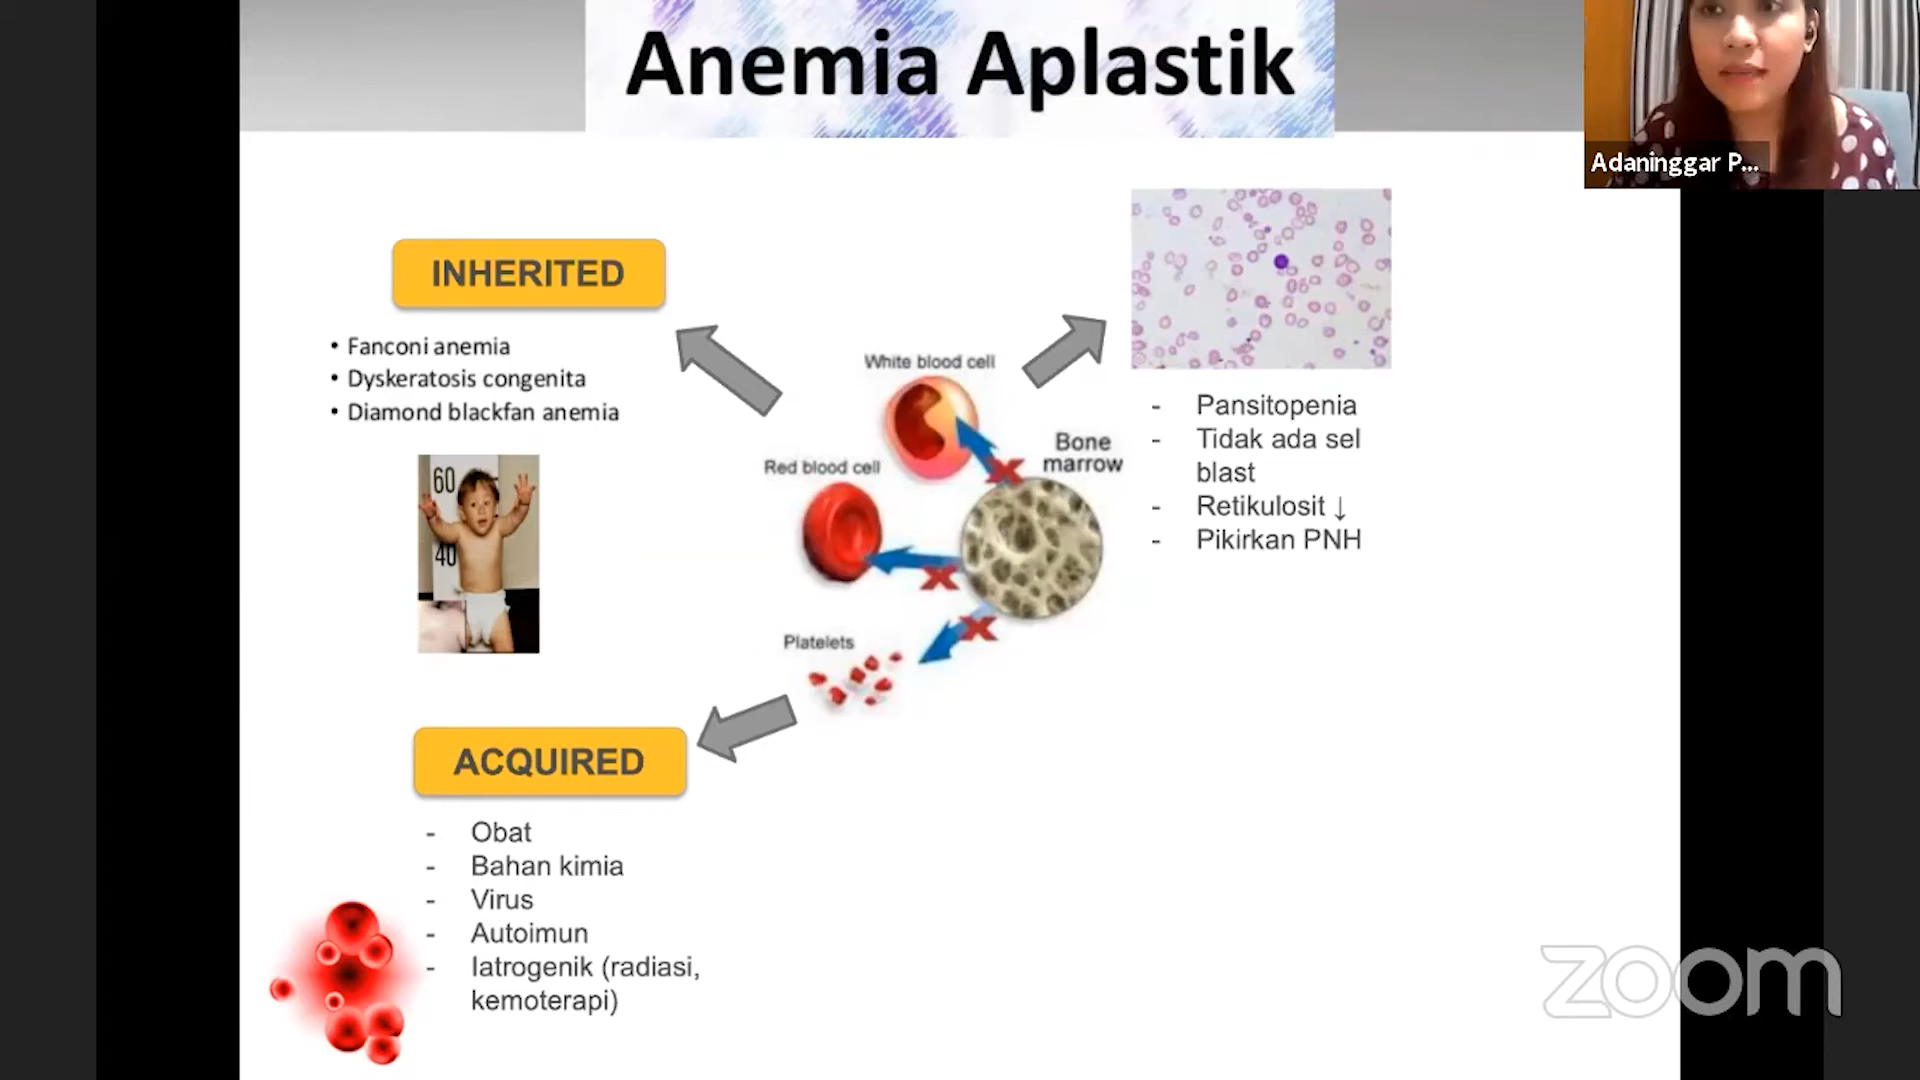 Anemia Aplastik
Adaninggar P...
INHERITED
• Fanconi anemia
• Dyskeratosis congenita
• Diamond blackfan anemia
60
40
White blood cell
Red blood cell
Bone
marrow
Platelets
- Pansitopenia
- Tidak ada sel
blast
- Retikulosit ↓
- Pikirkan PNH
ACQUIRED
- Obat
- Bahan kimia
- Virus
- Autoimun
- Iatrogenik (radiasi,
kemoterapi)
zoom